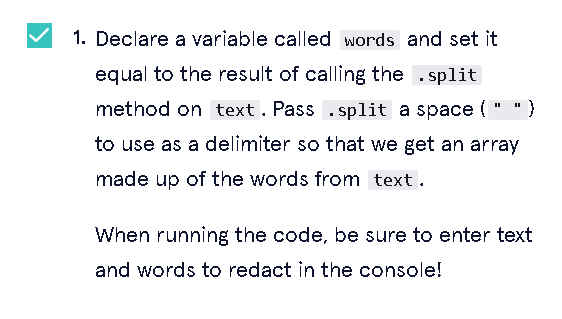 1. Declare a variable called words and set it
equal to the result of calling the .split
method on text. Pass .split a space (" ")
to use as a delimiter so that we get an array
made up of the words from text.
When running the code, be sure to enter text
and words to redact in the console!